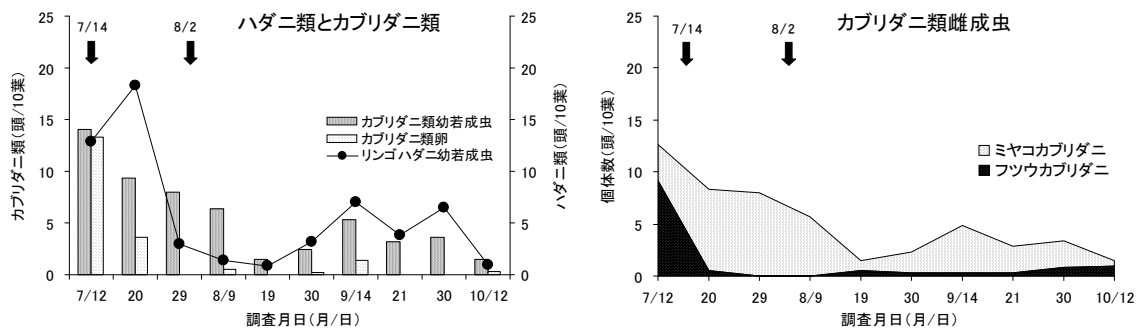 ハダニ類とカブリダニ類
7/14
8/2
25
20
15
10
5
0
カブリダニ類(頭/10葉)
25
20
15
10
5
0
ハダニ類(頭/10葉)
カブリダニ類幼若成虫
カブリダニ類卵
リンゴハダニ幼若成虫
7/12 20 29 8/9 19 30 9/14 21 30 10/12
調査月日(月/日)
カブリダニ類雌成虫
7/14
8/2
25
20
15
10
5
0
個体数(頭/10葉)
ミヤコカブリダニ
フツウカブリダニ
7/12 20 29 8/9 19 30 9/14 21 30 10/12
調査月日(月/日)